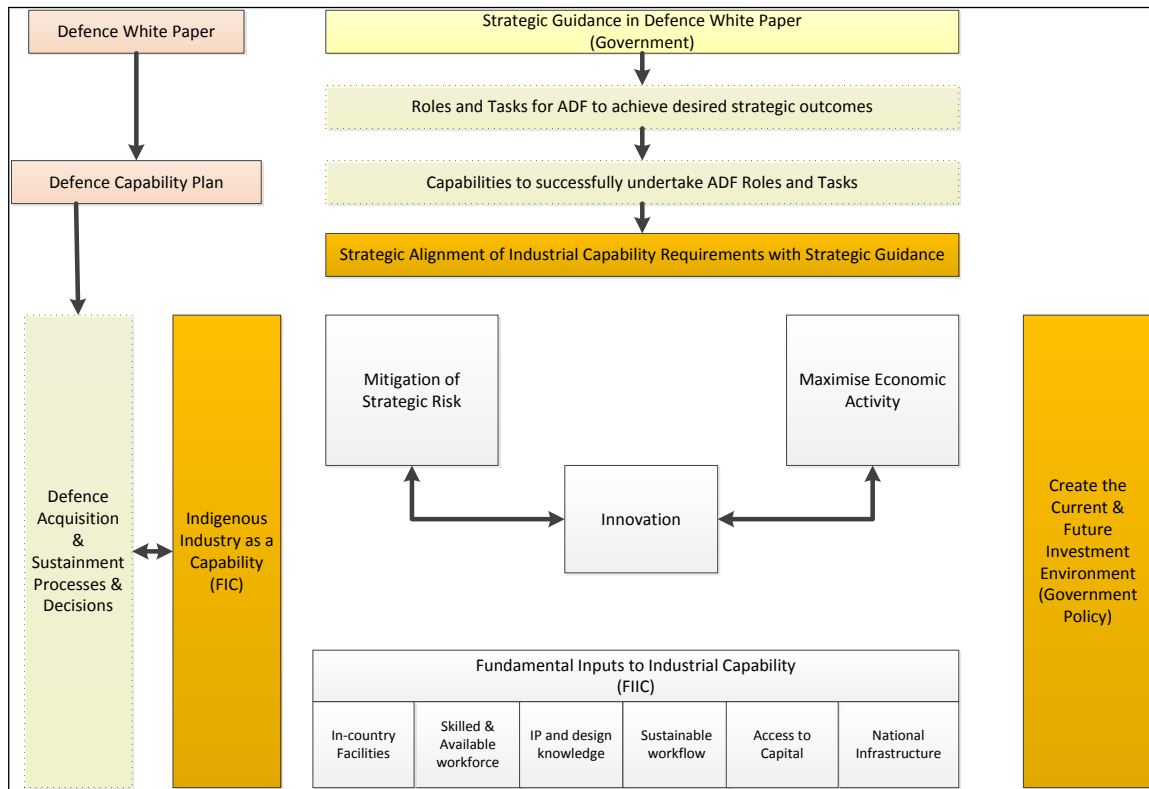 Defence White Paper
Strategic Guidance in Defence White Paper
(Government)
Roles and Tasks for ADF to achieve desired strategic outcomes
Defence Capability Plan
Capabilities to successfully undertake ADF Roles and Tasks
Strategic Alignment of Industrial Capability Requirements with Strategic Guidance
Defence
Acquisition
&
Sustainment
Processes &
Decisions
Indigenous
Industry as a
Capability
(FIC)
Mitigation of
Strategic Risk
Maximise Economic
Activity
Innovation
Create the
Current &
Future
Investment
Environment
(Government
Policy)
Fundamental Inputs to Industrial Capability
(FIIC)
In-country
Facilities
Skilled &
Available
workforce
IP and design
knowledge
Sustainable
workflow
Access to
Capital
National
Infrastructure